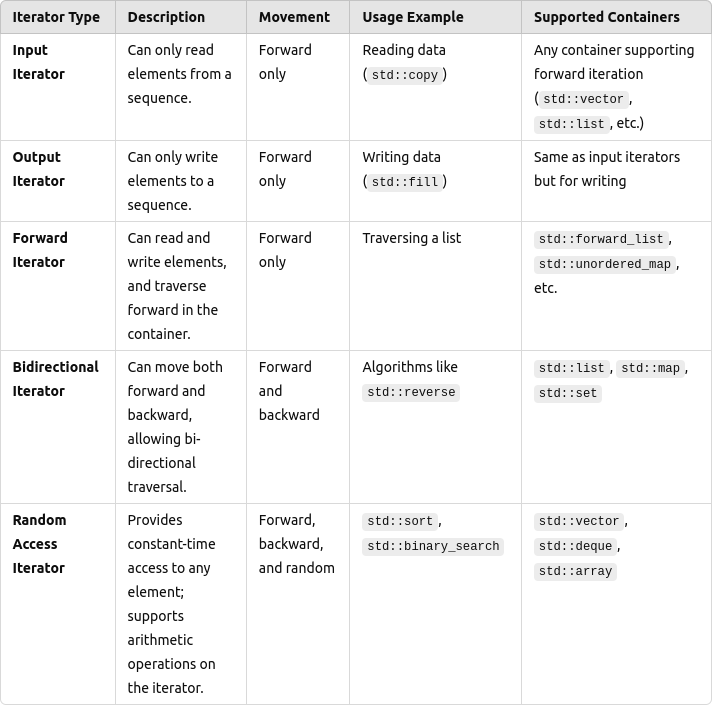 Iterator Type Description Movement Usage Example Supported Containers
Input
Iterator
Can only read
elements from a
sequence.
Forward
only
Reading data
( std::copy )
Any container supporting
forward iteration
( std::vector ,
std::list , etc.)
Output
Iterator
Can only write
elements to a
sequence.
Forward
only
Writing data
( std::fill )
Same as input iterators
but for writing
Forward
Iterator
Can read and
write elements,
and traverse
forward in the
container.
Forward
only
Traversing a list
std::forward_list ,
std::unordered_map ,
etc.
Bidirectional
Iterator
Can move both
forward and
backward,
allowing bi-
directional
traversal.
Forward
and
backward
Algorithms like
std::reverse
std::list , std::map ,
std::set
Random
Access
Iterator
Provides
constant-time
access to any
element;
supports
arithmetic
operations on
the iterator.
Forward,
backward,
and random
std::sort ,
std::binary_search
std::vector ,
std::deque ,
std::array